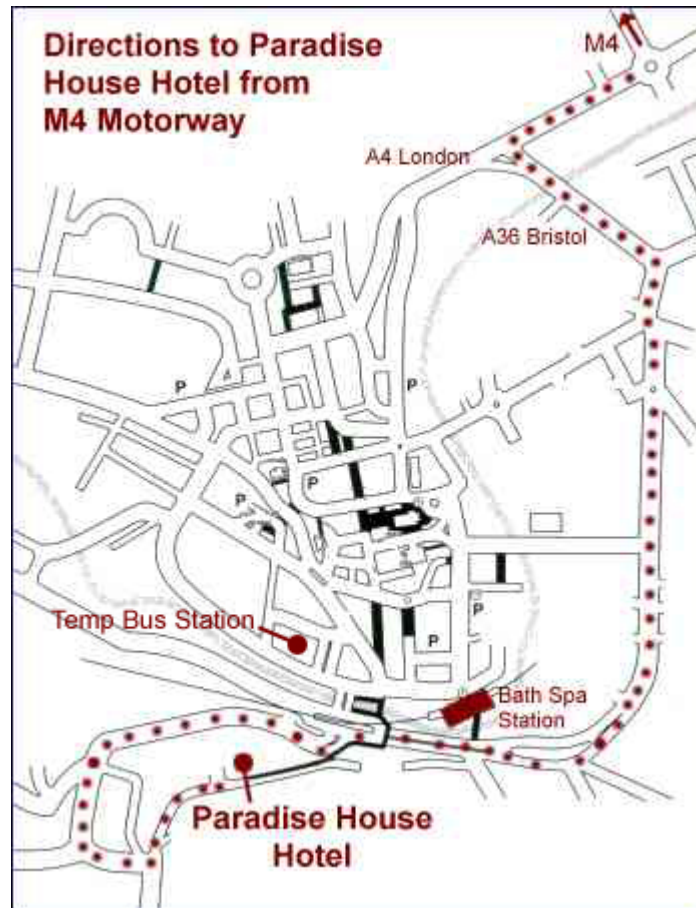 Directions to Paradise
House Hotel from
M4 Motorway
M4
A4 London
A36 Bristol
P
P
P
P
P
P
P
Temp Bus Station
Bath Spa
Station
Paradise House
Hotel